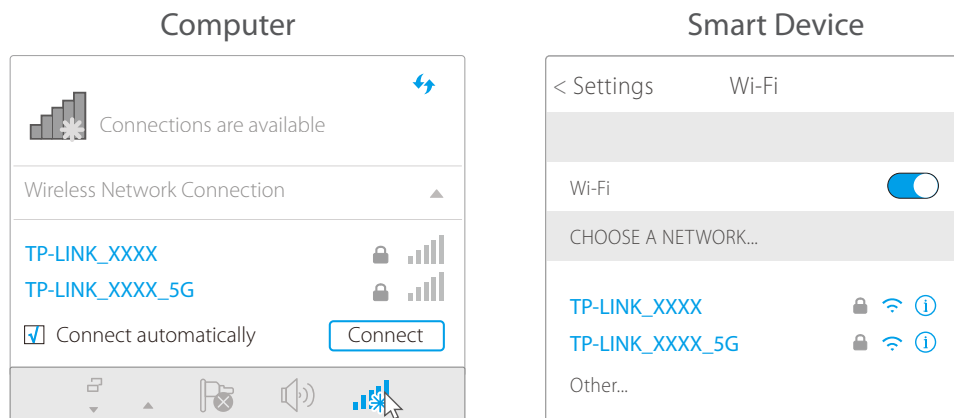 Computer
Connections are available
Wireless Network Connection
TP-LINK_XXXX
TP-LINK_XXXX_5G
Connect automatically
Connect
Smart Device
< Settings
Wi-Fi
Wi-Fi
CHOOSE A NETWORK...
TP-LINK_XXXX
TP-LINK_XXXX_5G
Other...